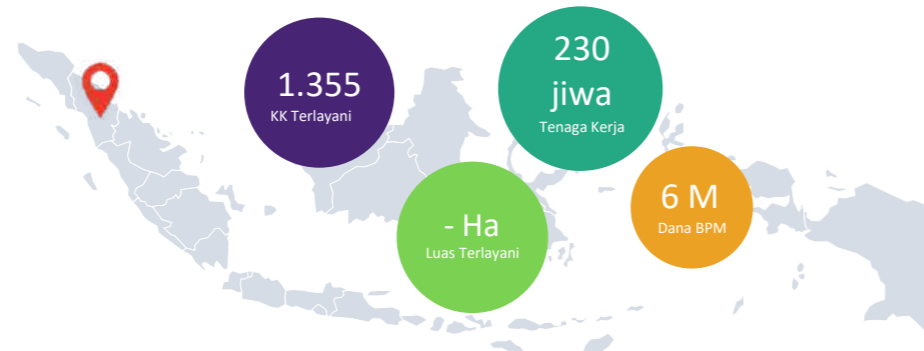 1.355
KK Terlayani
230
jiwa
Tenaga Kerja
- Ha
Luas Terlayani
6 M
Dana BPM